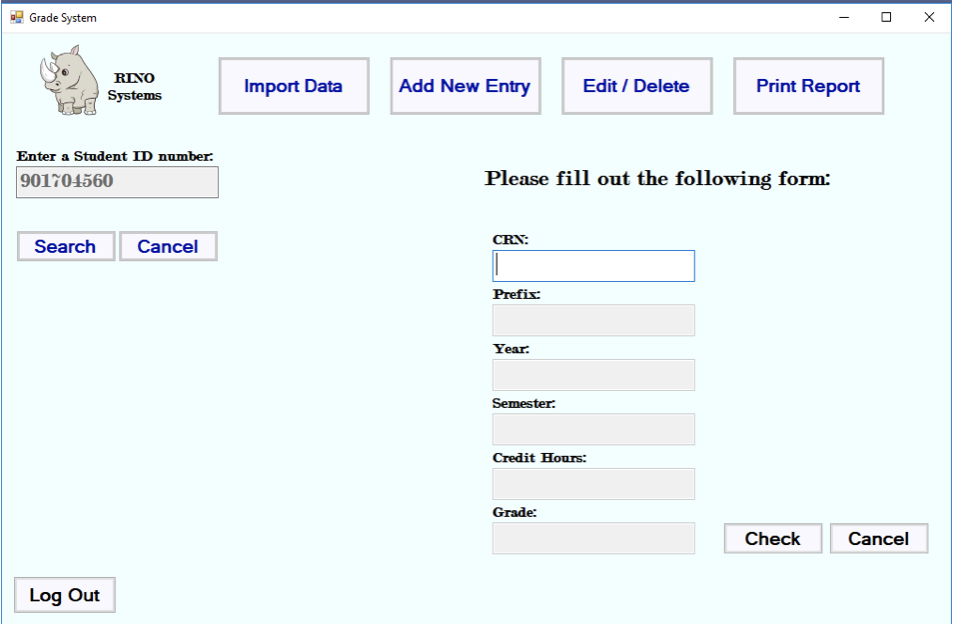 Grade System
RINO
Systems
Import Data
Add New Entry
Edit / Delete
Print Report
Enter a Student ID number:
901704560
Search
Cancel
Please fill out the following form:
CRN:
Prefix:
Year:
Semester:
Credit Hours:
Grade:
Check
Cancel
Log Out